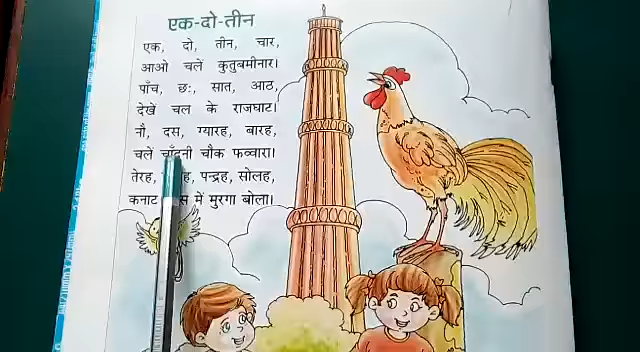 एक-दो-तीन
एक, दो, तीन, चार,
आओ चलें कुतुबमीनार।
पाँच, छः, सात, आठ,
देखें चल के राजघाट।
नौ, दस, ग्यारह, बारह,
चलें चाँदनी चौक फव्वारा।
तेरह, पन्द्रह, सोलह,
कनाट में मुरगा बोला।